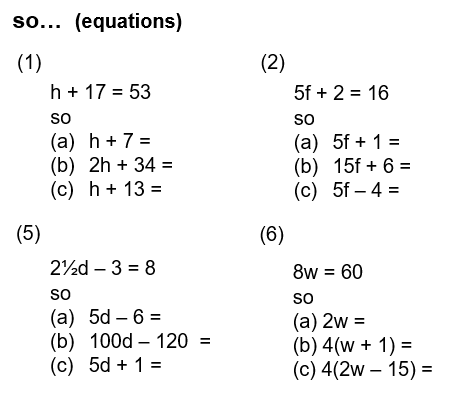 so... (equations)
(1)
h + 17 = 53
so
(a) h + 7 =
(b) 2h + 34 =
(c) h + 13 =
(2)
5f + 2 = 16
so
(a) 5f + 1 =
(b) 15f + 6 =
(c) 5f – 4 =
(5)
2½d – 3 = 8
so
(a) 5d – 6 =
(b) 100d – 120 =
(c) 5d + 1 =
(6)
8w = 60
so
(a) 2w =
(b) 4(w + 1) =
(c) 4(2w – 15) =